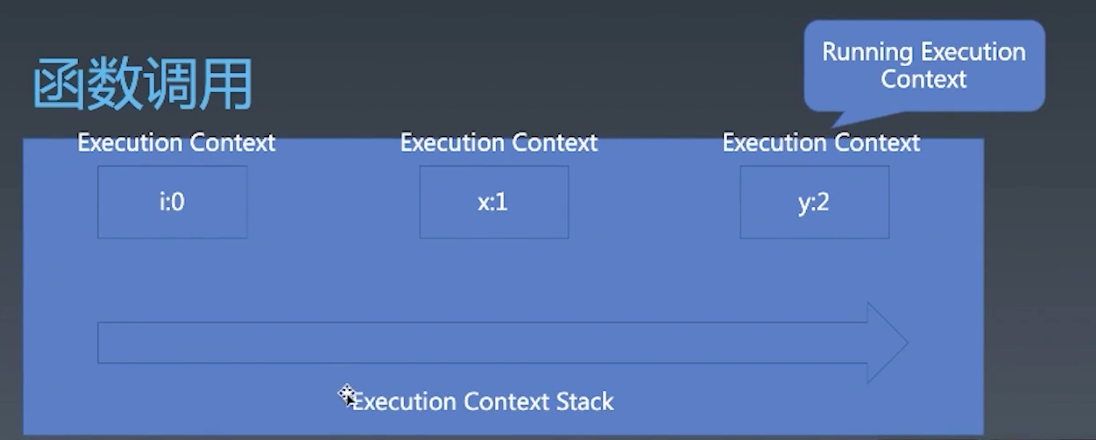 函数调用
Running Execution
Context
Execution Context
Execution Context
Execution Context
i:0
x:1
y:2
Execution Context Stack